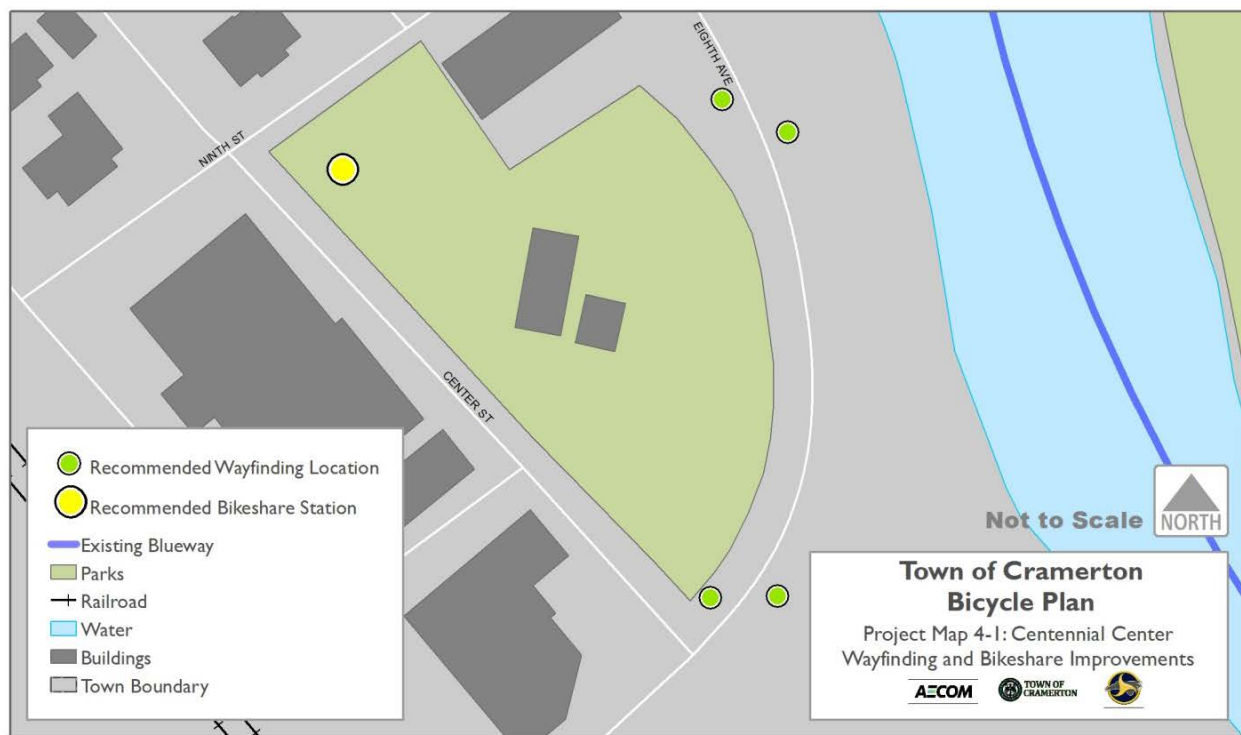 EIGHTH AVE
NINTH ST
CENTER ST
Recommended Wayfinding Location
Recommended Bikeshare Station
Existing Blueway
Parks
Railroad
Water
Buildings
Town Boundary
Not to Scale
NORTH
Town of Cramerton
Bicycle Plan
Project Map 4-1: Centennial Center
Wayfinding and Bikeshare Improvements
AECOM
TOWN OF
CRAMERTON